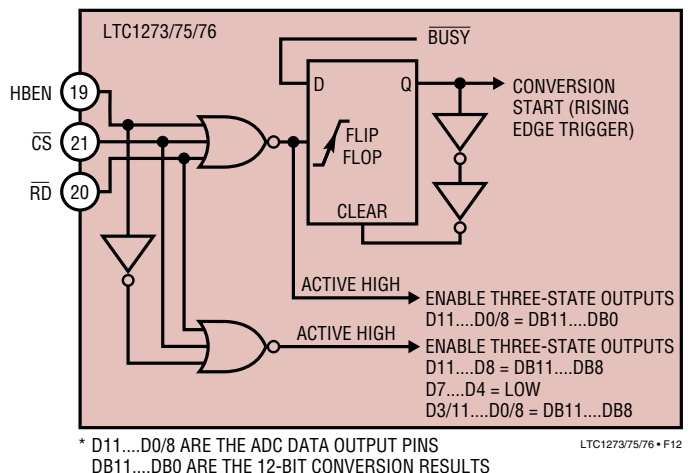 LTC1273/75/76
BUSY
HBEN
19
D
Q
CONVERSION
START (RISING
EDGE TRIGGER)
CS
21
FLIP
FLOP
RD
20
CLEAR
ACTIVE HIGH
ENABLE THREE-STATE OUTPUTS
D11....D0/8 = DB11....DB0
ACTIVE HIGH
ENABLE THREE-STATE OUTPUTS
D11....D8 = DB11....DB8
D7....D4 = LOW
D3/11....D0/8 = DB11....DB8
* D11....D0/8 ARE THE ADC DATA OUTPUT PINS
DB11....DB0 ARE THE 12-BIT CONVERSION RESULTS
LTC1273/75/76 • F12